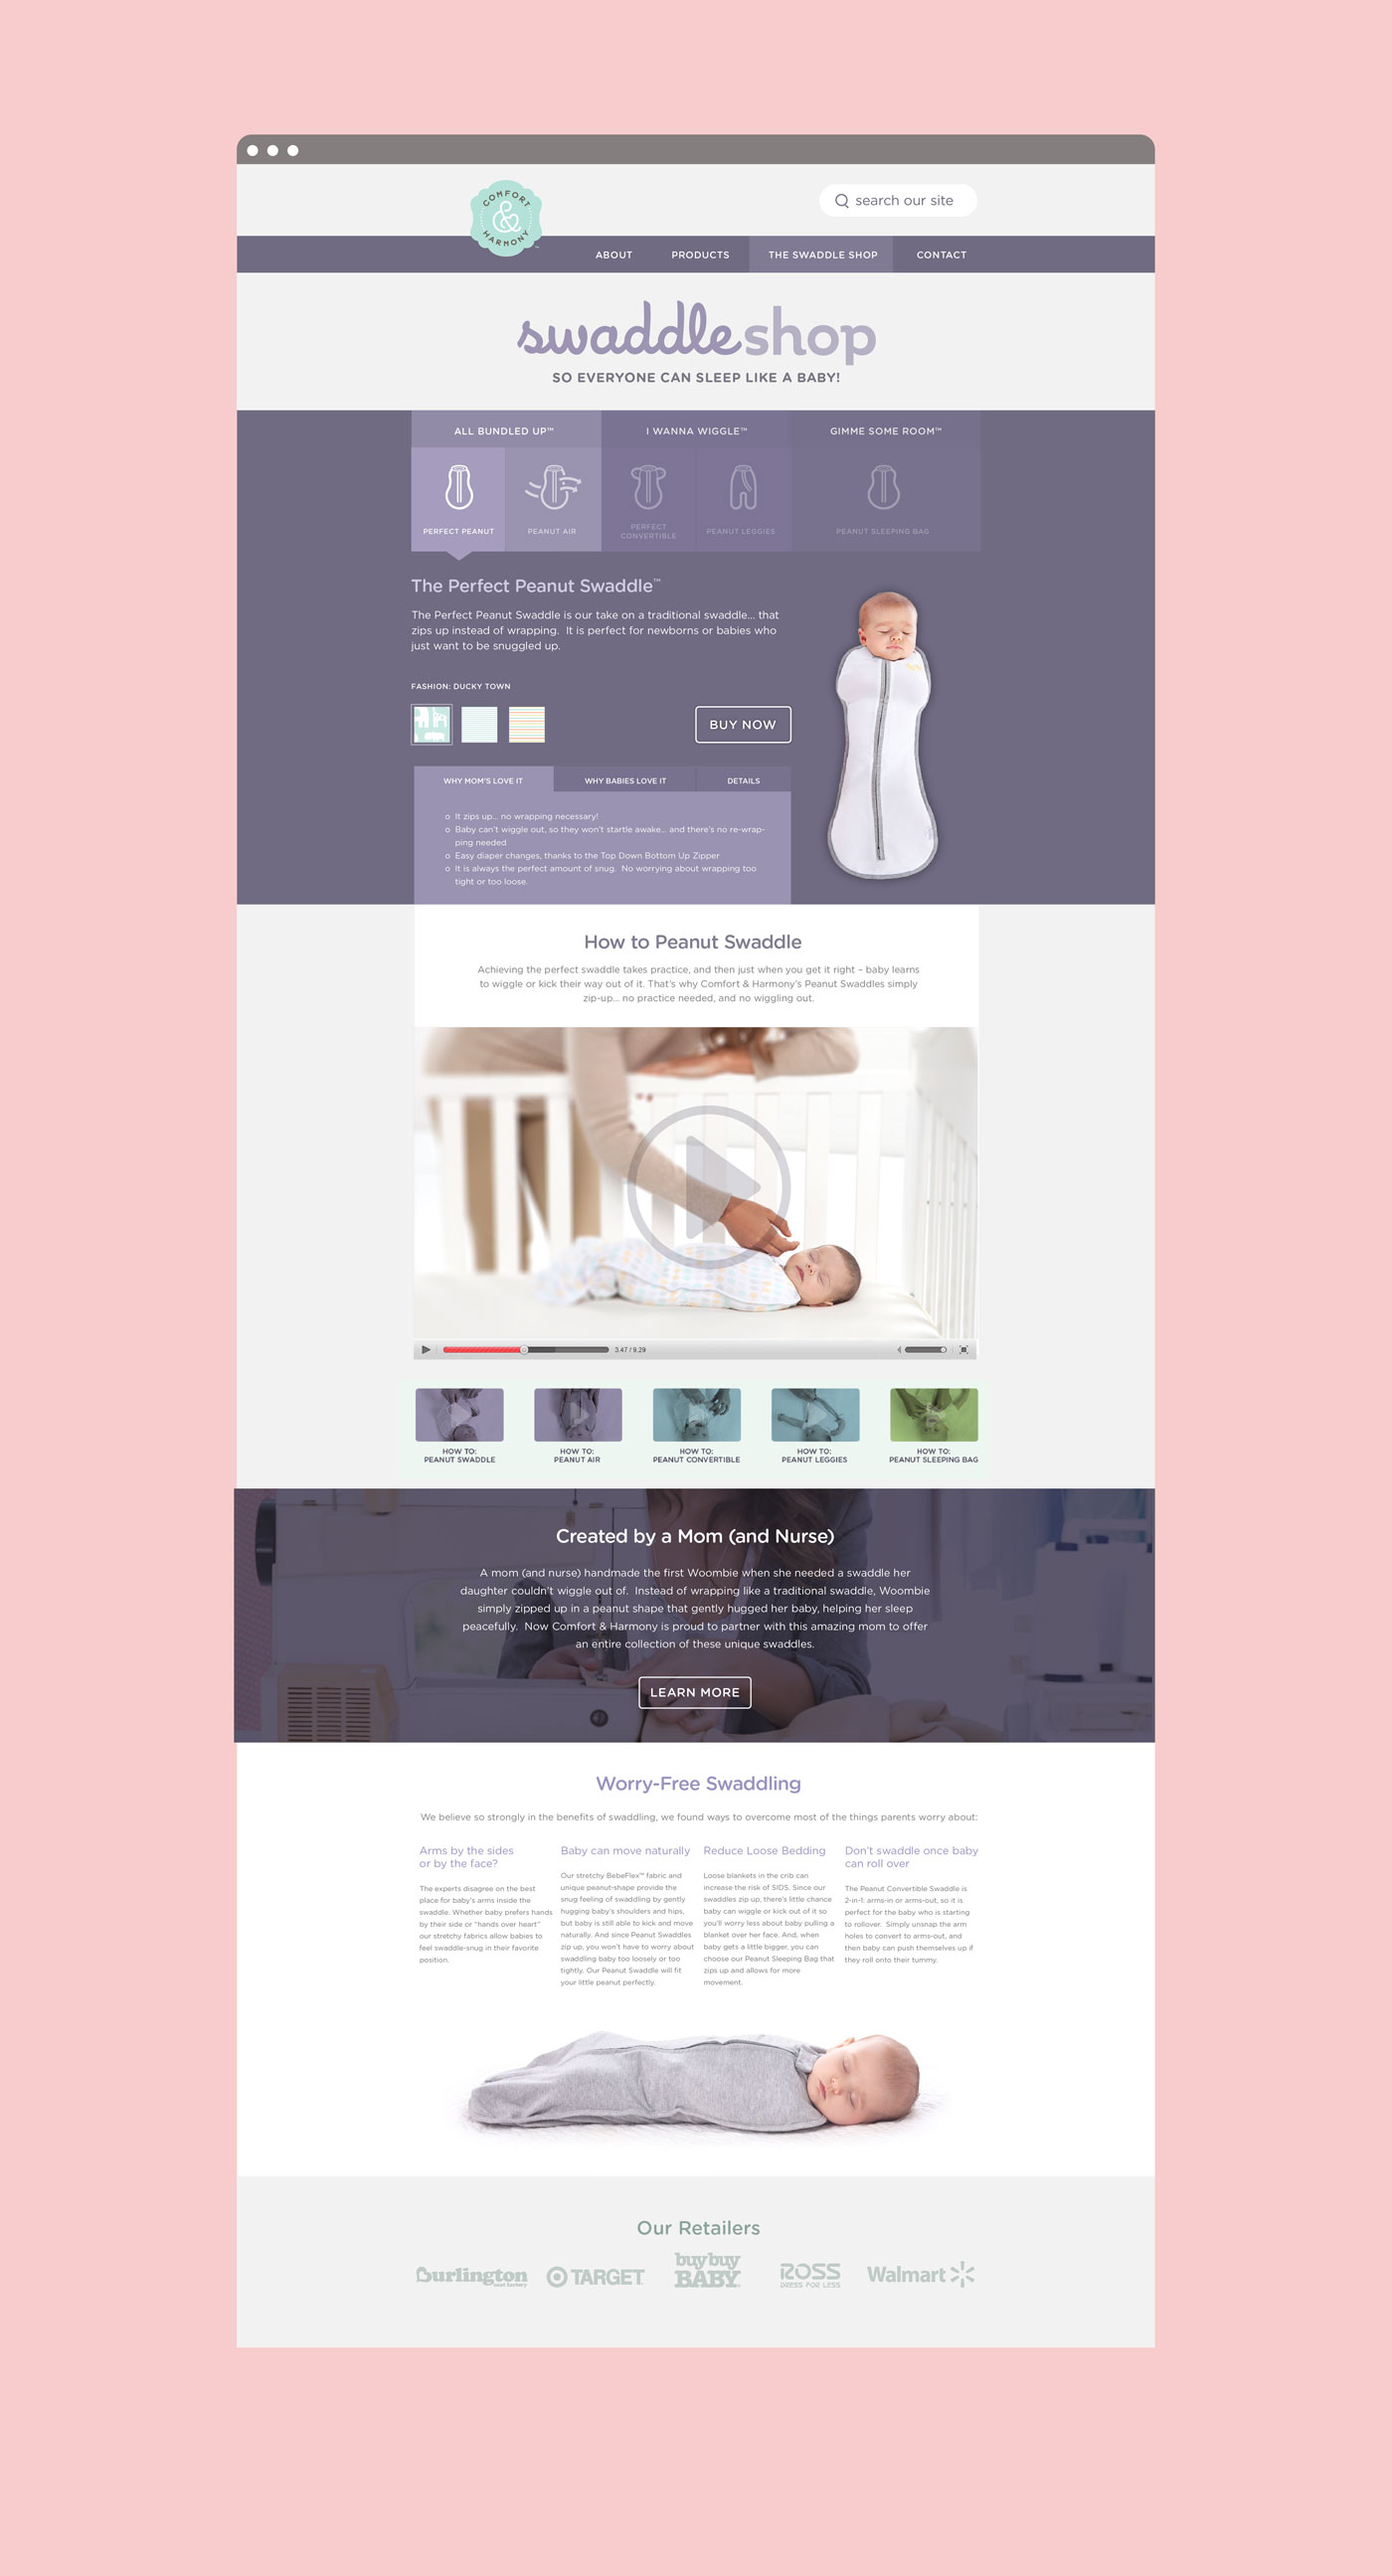 COMFORT
&
HARMONY
search our site
ABOUT PRODUCTS THE SWADDLE SHOP CONTACT
swaddleshop
SO EVERYONE CAN SLEEP LIKE A BABY!
ALL BUNDLED UP™ I WANNA WIGGLE™ GIMME SOME ROOM™
PERFECT PEANUT
PEANUT AIR
PERFECT
CONVERTIBLE
PEANUT LEGGIES
PEANUT SLEEPING BAG
The Perfect Peanut Swaddle™
The Perfect Peanut Swaddle is our take on a traditional swaddle... that
zips up instead of wrapping. It is perfect for newborns or babies who
just want to be snuggled up.
FASHION: DUCKY TOWN
BUY NOW
WHY MOM'S LOVE IT WHY BABIES LOVE IT DETAILS
o It zips up... no wrapping necessary!
o Baby can't wiggle out, so they won't startle awake... and there's no re-wrap-
ping needed
o Easy diaper changes, thanks to the Top Down Bottom Up Zipper
o It is always the perfect amount of snug. No worrying about wrapping too
tight or too loose.
How to Peanut Swaddle
Achieving the perfect swaddle takes practice, and then just when you get it right – baby learns
to wiggle or kick their way out of it. That's why Comfort & Harmony's Peanut Swaddles simply
zip-up... no practice needed, and no wiggling out.
3.47 / 9.29
HOW TO:
PEANUT SWADDLE
HOW TO:
PEANUT AIR
HOW TO:
PEANUT CONVERTIBLE
HOW TO:
PEANUT LEGGIES
HOW TO:
PEANUT SLEEPING BAG
Created by a Mom (and Nurse)
A mom (and nurse) handmade the first Woombie when she needed a swaddle her
daughter couldn't wiggle out of. Instead of wrapping like a traditional swaddle, Woombie
simply zipped up in a peanut shape that gently hugged her baby, helping her sleep
peacefully. Now Comfort & Harmony is proud to partner with this amazing mom to offer
an entire collection of these unique swaddles.
LEARN MORE
Worry-Free Swaddling
We believe so strongly in the benefits of swaddling, we found ways to overcome most of the things parents worry about:
Arms by the sides
or by the face?
The experts disagree on the best
place for baby's arms inside the
swaddle. Whether baby prefers hands
by their side or "hands over heart"
our stretchy fabrics allow babies to
feel swaddle-snug in their favorite
position.
Baby can move naturally
Our stretchy BebeFlex™ fabric and
unique peanut-shape provide the
snug feeling of swaddling by gently
hugging baby's shoulders and hips,
but baby is still able to kick and move
naturally. And since Peanut Swaddles
zip up, you won't have to worry about
swaddling baby too loosely or too
tightly. Our Peanut Swaddle will fit
your little peanut perfectly.
Reduce Loose Bedding
Loose blankets in the crib can
increase the risk of SIDS. Since our
swaddles zip up, there's little chance
baby can wiggle or kick out of it so
you'll worry less about baby pulling a
blanket over her face. And, when
baby gets a little bigger, you can
choose our Peanut Sleeping Bag that
zips up and allows for more
movement.
Don't swaddle once baby
can roll over
The Peanut Convertible Swaddle is
2-in-1: arms-in or arms-out, so it is
perfect for the baby who is starting
to rollover. Simply unsnap the arm
holes to convert to arms-out, and
then baby can push themselves up if
they roll onto their tummy.
Our Retailers
Burlington
coat factory
TARGET
buybuy
BABY
ROSS
DRESS FOR LESS
Walmart